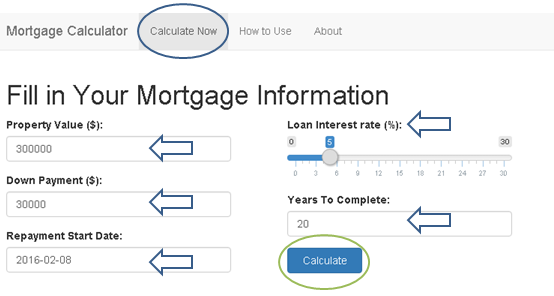 Mortgage Calculator Calculate Now How to Use About
Fill in Your Mortgage Information
Property Value ($):
300000
Down Payment ($):
30000
Repayment Start Date:
2016-02-08
Loan Interest rate (%):
0 5 30
0 3 6 9 12 15 18 21 24 27 30
Years To Complete:
20
Calculate